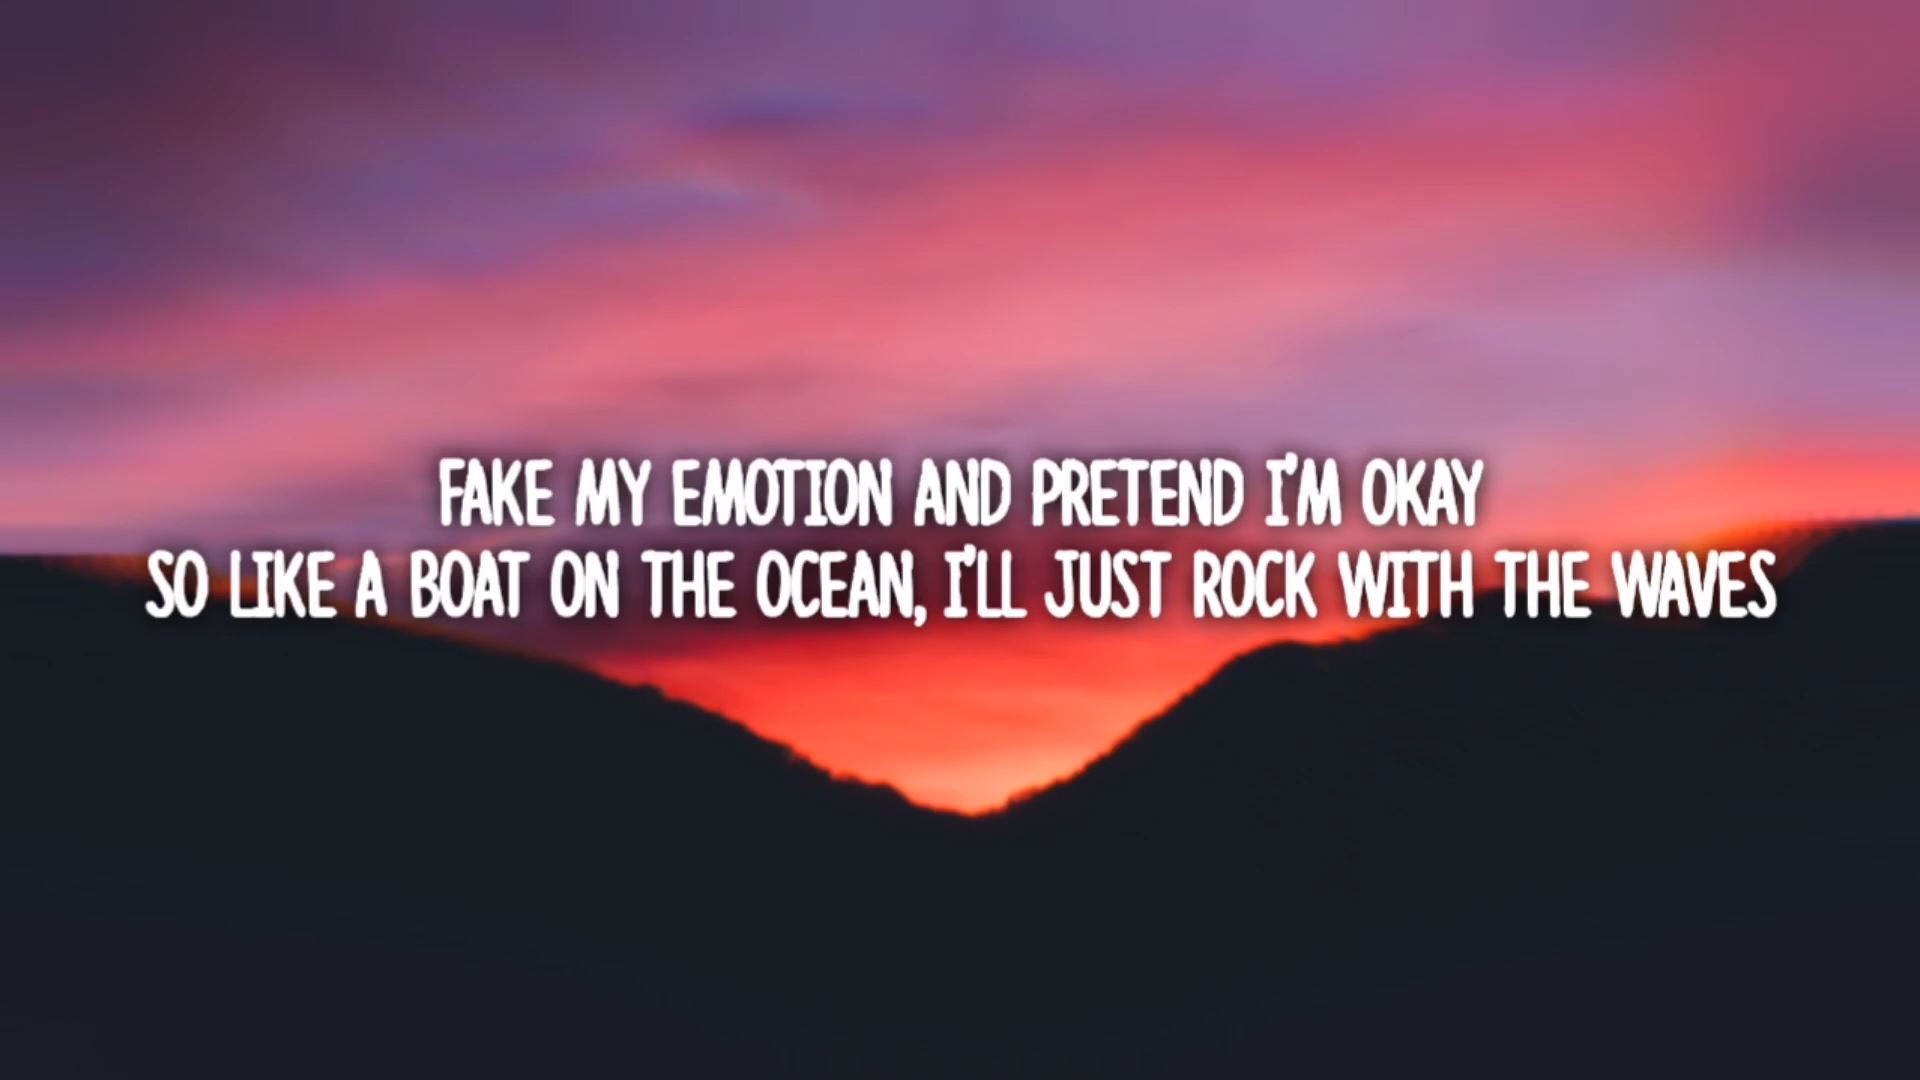 FAKE MY EMOTION AND PRETEND I'M OKAY
SO LIKE A BOAT ON THE OCEAN, I'LL JUST ROCK WITH THE WAVES